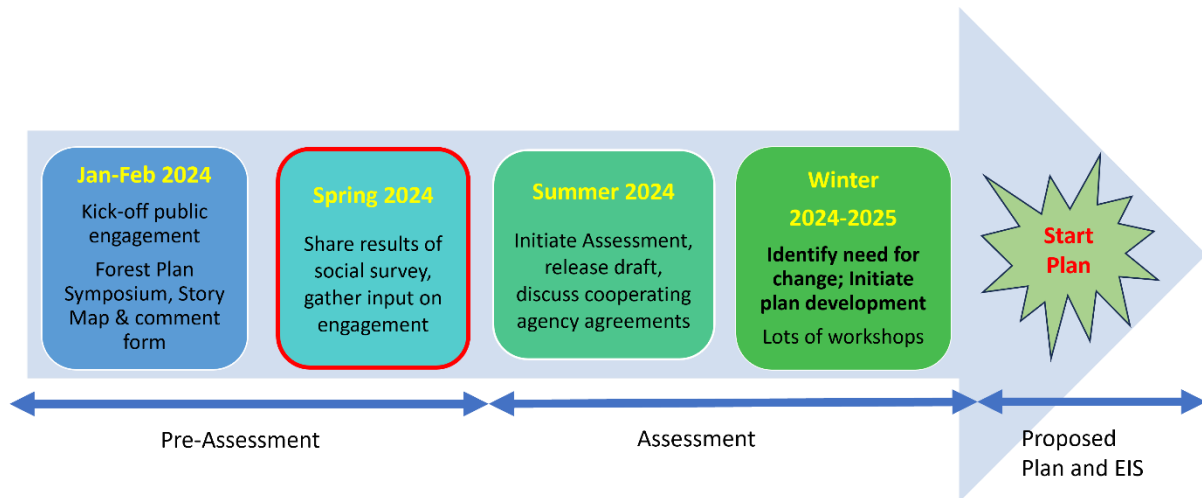 Jan-Feb 2024
Kick-off public
engagement
Forest Plan
Symposium, Story
Map & comment
form
Spring 2024
Share results of
social survey,
gather input on
engagement
Summer 2024
Initiate Assessment,
release draft,
discuss cooperating
agency agreements
Winter
2024-2025
Identify need for
change; Initiate
plan development
Lots of workshops
Start
Plan
Pre-Assessment
Assessment
Proposed
Plan and EIS